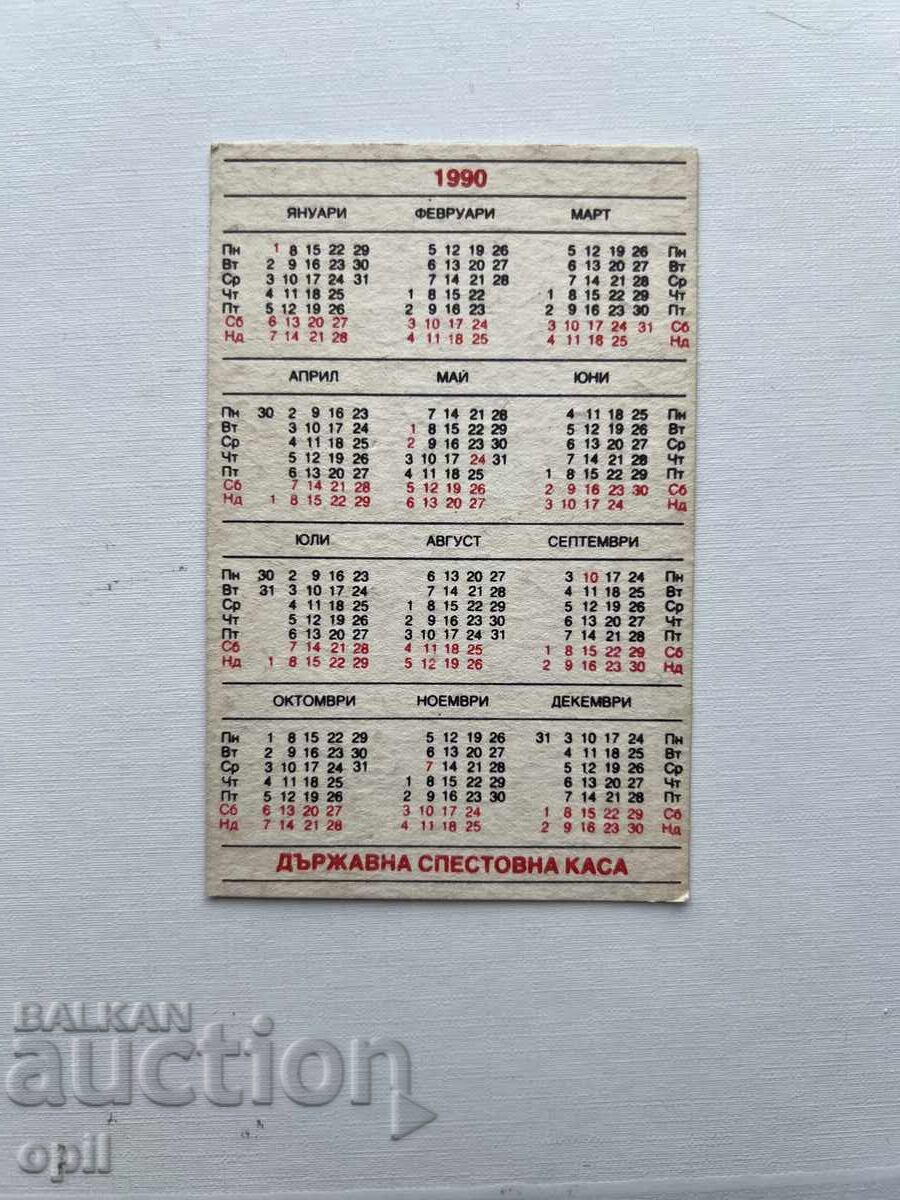 1990
ЯНУАРИ ФЕВРУАРИ МАРТ
Пн 1 8 15 22 29 5 12 19 26 5 12 19 26 Пн
Вт 2 9 16 23 30 6 13 20 27 6 13 20 27 Вт
Ср 3 10 17 24 31 7 14 21 28 7 14 21 28 Ср
Чт 4 11 18 25 1 8 15 22 1 8 15 22 29 Чт
Пт 5 12 19 26 2 9 16 23 2 9 16 23 30 Пт
Сб 6 13 20 27 3 10 17 24 3 10 17 24 31 Сб
Нд 7 14 21 28 4 11 18 25 4 11 18 25 Нд
АПРИЛ МАЙ ЮНИ
Пн 30 2 9 16 23 7 14 21 28 4 11 18 25 Пн
Вт 3 10 17 24 1 8 15 22 29 5 12 19 26 Вт
Ср 4 11 18 25 2 9 16 23 30 6 13 20 27 Ср
Чт 5 12 19 26 3 10 17 24 31 7 14 21 28 Чт
Пт 6 13 20 27 4 11 18 25 1 8 15 22 29 Пт
Сб 7 14 21 28 5 12 19 26 2 9 16 23 30 Сб
Нд 1 8 15 22 29 6 13 20 27 3 10 17 24 Нд
ЮЛИ АВГУСТ СЕПТЕМВРИ
Пн 30 2 9 16 23 6 13 20 27 3 10 17 24 Пн
Вт 31 3 10 17 24 7 14 21 28 4 11 18 25 Вт
Ср 4 11 18 25 1 8 15 22 29 5 12 19 26 Ср
Чт 5 12 19 26 2 9 16 23 30 6 13 20 27 Чт
Пт 6 13 20 27 3 10 17 24 31 7 14 21 28 Пт
Сб 7 14 21 28 4 11 18 25 1 8 15 22 29 Сб
Нд 1 8 15 22 29 5 12 19 26 2 9 16 23 30 Нд
ОКТОМВРИ НОЕМВРИ ДЕКЕМВРИ
Пн 1 8 15 22 29 5 12 19 26 31 3 10 17 24 Пн
Вт 2 9 16 23 30 6 13 20 27 4 11 18 25 Вт
Ср 3 10 17 24 31 7 14 21 28 5 12 19 26 Ср
Чт 4 11 18 25 1 8 15 22 29 6 13 20 27 Чт
Пт 5 12 19 26 2 9 16 23 30 7 14 21 28 Пт
Сб 6 13 20 27 3 10 17 24 1 8 15 22 29 Сб
Нд 7 14 21 28 4 11 18 25 2 9 16 23 30 Нд
ДЪРЖАВНА СПЕСТОВНА КАСА
BALKAN
auction
opil